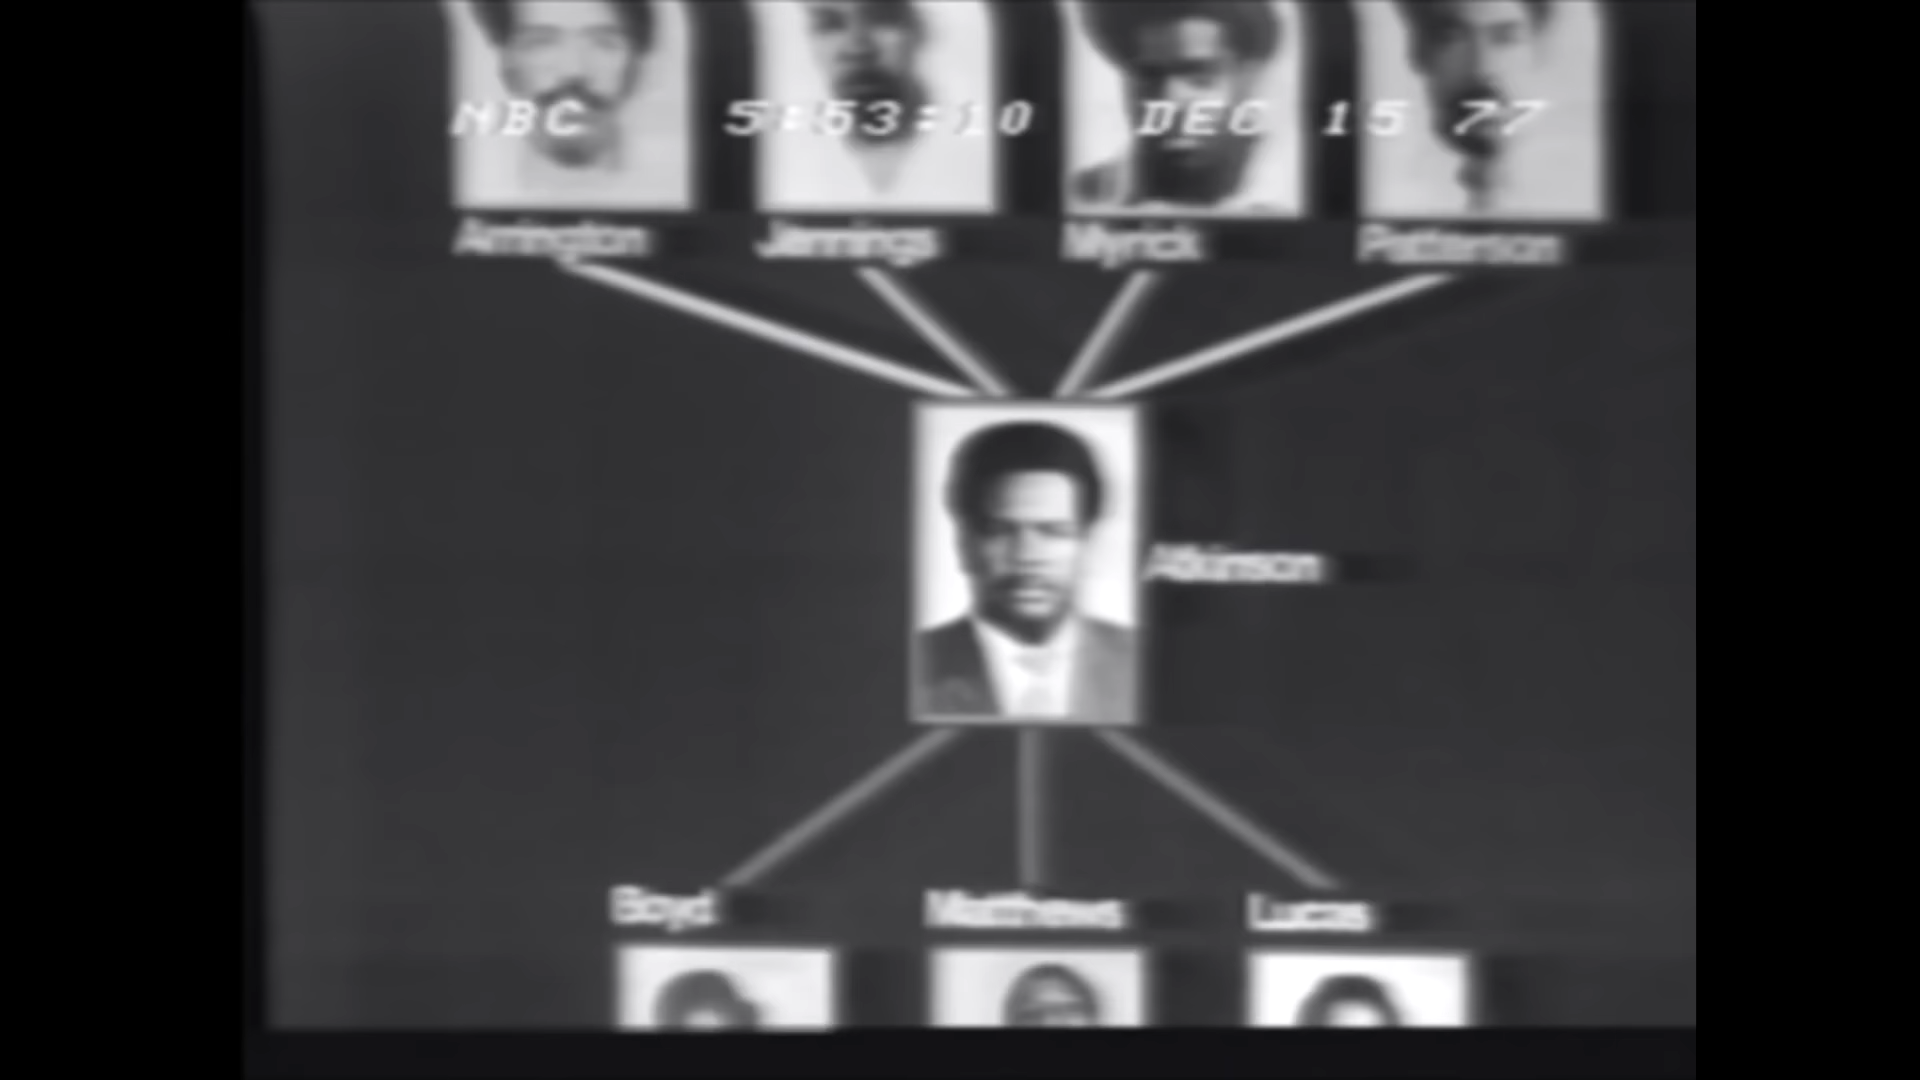 NBC 5:53:10 DEC 15 77
Arrington Jennings Myrick Patterson
Atkinson
Boyd Matthews Lucas